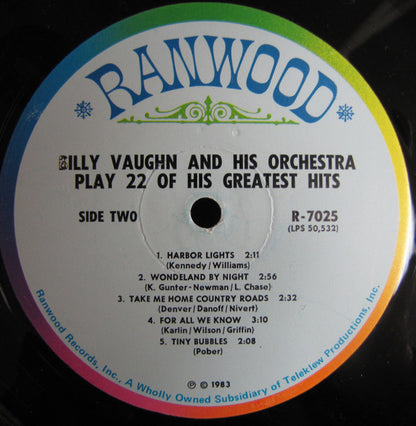 RANWOOD
BILLY VAUGHN AND HIS ORCHESTRA
PLAY 22 OF HIS GREATEST HITS
SIDE TWO
R-7025
(LPS 50,532)
1. HARBOR LIGHTS 2:11
(Kennedy/Williams)
2. WONDELAND BY NIGHT 2:56
(K. Gunter-Newman/L. Chase)
3. TAKE ME HOME COUNTRY ROADS 2:32
(Denver/Danoff/Nivert)
4. FOR ALL WE KNOW 3:10
(Karlin/Wilson/Griffin)
5. TINY BUBBLES 2:08
(Pober)
℗ © 1983
Ranwood Records, Inc., A Wholly Owned Subsidiary of Teleklew Productions, Inc.